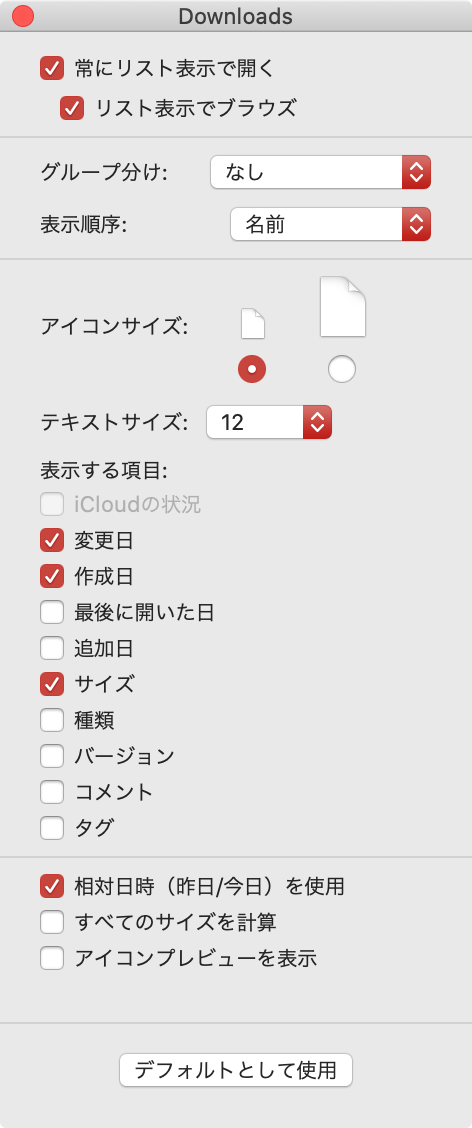 Downloads
常にリスト表示で開く
リスト表示でブラウズ
グループ分け: なし
表示順序: 名前
アイコンサイズ:
テキストサイズ: 12
表示する項目:
iCloudの状況
変更日
作成日
最後に開いた日
追加日
サイズ
種類
バージョン
コメント
タグ
相対日時（昨日/今日）を使用
すべてのサイズを計算
アイコンプレビューを表示
デフォルトとして使用